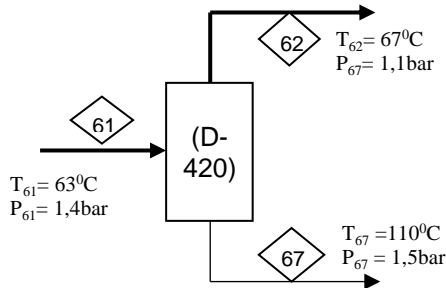 62
T₆₂= 67⁰C
P₆₇= 1,1bar
61
(D-
420)
T₆₁= 63⁰C
P₆₁= 1,4bar
T₆₇ =110⁰C
P₆₇ = 1,5bar
67